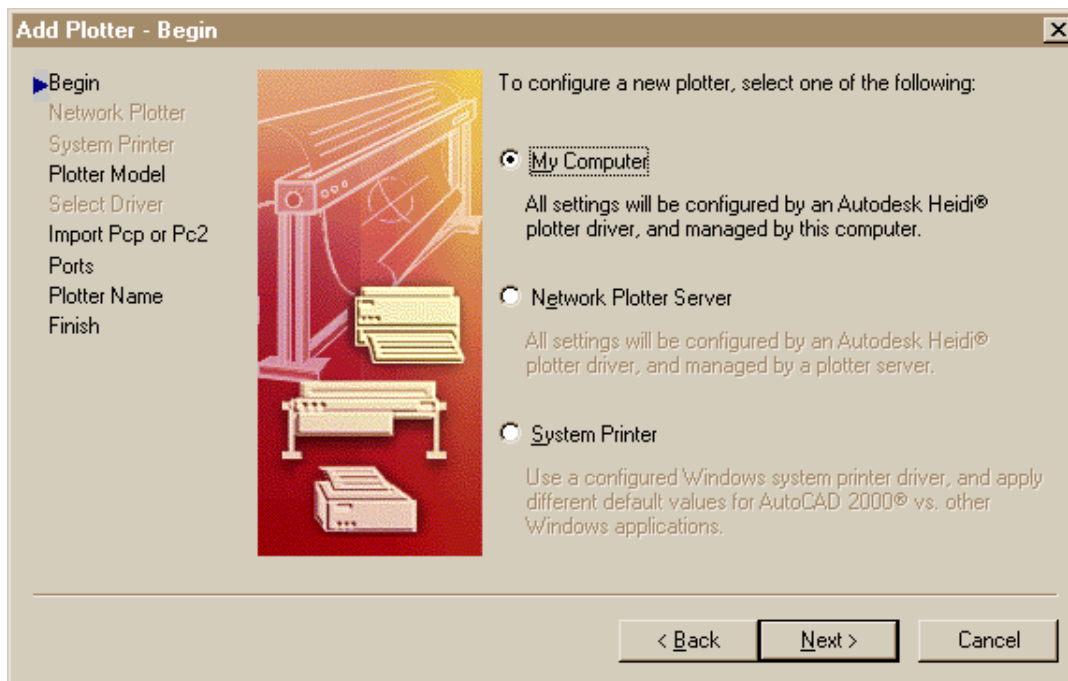 Add Plotter - Begin
Begin
Network Plotter
System Printer
Plotter Model
Select Driver
Import Pcp or Pc2
Ports
Plotter Name
Finish
To configure a new plotter, select one of the following:
My Computer
All settings will be configured by an Autodesk Heidi®
plotter driver, and managed by this computer.
Network Plotter Server
All settings will be configured by an Autodesk Heidi®
plotter driver, and managed by a plotter server.
System Printer
Use a configured Windows system printer driver, and apply
different default values for AutoCAD 2000® vs. other
Windows applications.
< Back
Next >
Cancel